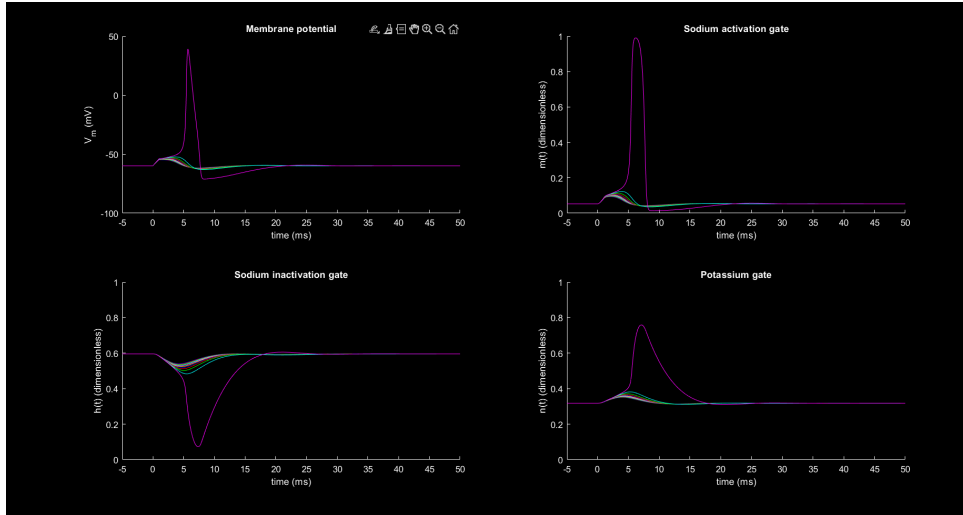 Membrane potential
50
0
-50
-100
V_m (mV)
-5 0 5 10 15 20 25 30 35 40 45 50
time (ms)
Sodium activation gate
1
0.8
0.6
0.4
0.2
0
m(t) (dimensionless)
-5 0 5 10 15 20 25 30 35 40 45 50
time (ms)
Sodium inactivation gate
1
0.8
0.6
0.4
0.2
0
h(t) (dimensionless)
-5 0 5 10 15 20 25 30 35 40 45 50
time (ms)
Potassium gate
1
0.8
0.6
0.4
0.2
0
n(t) (dimensionless)
-5 0 5 10 15 20 25 30 35 40 45 50
time (ms)